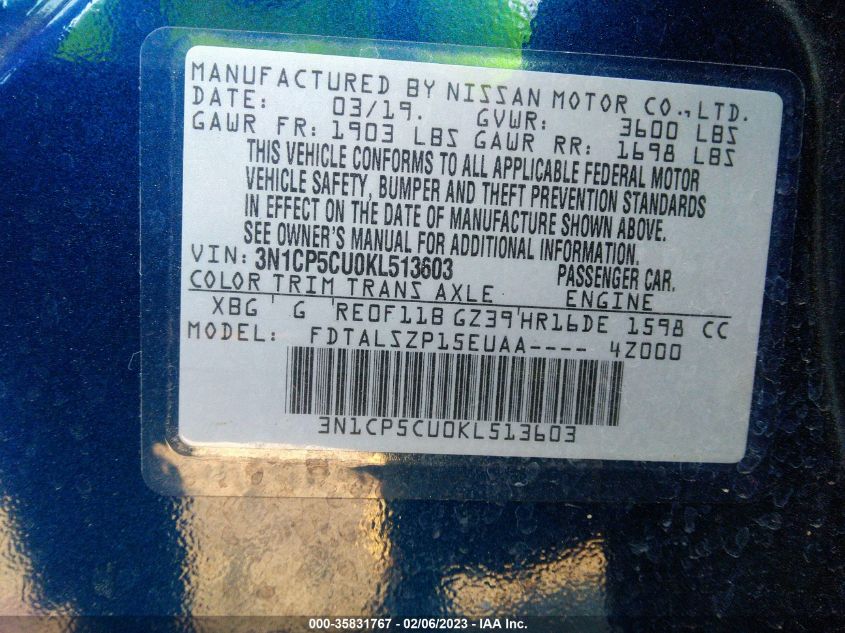 MANUFACTURED BY NISSAN MOTOR CO., LTD.
DATE: 03/19. GVWR: 3600 LBS
GAWR FR: 1903 LBS GAWR RR: 1698 LBS
THIS VEHICLE CONFORMS TO ALL APPLICABLE FEDERAL MOTOR
VEHICLE SAFETY, BUMPER AND THEFT PREVENTION STANDARDS
IN EFFECT ON THE DATE OF MANUFACTURE SHOWN ABOVE.
SEE OWNER'S MANUAL FOR ADDITIONAL INFORMATION.
VIN: 3N1CP5CU0KL513603 PASSENGER CAR.
COLOR TRIM TRANS AXLE ENGINE
XBG ' G 'RE0F11B GZ39'HR16DE 1598 CC
MODEL: FDTALSZP15EUAA---- 4Z000
3N1CP5CU0KL513603
000-35831767 - 02/06/2023 - IAA Inc.